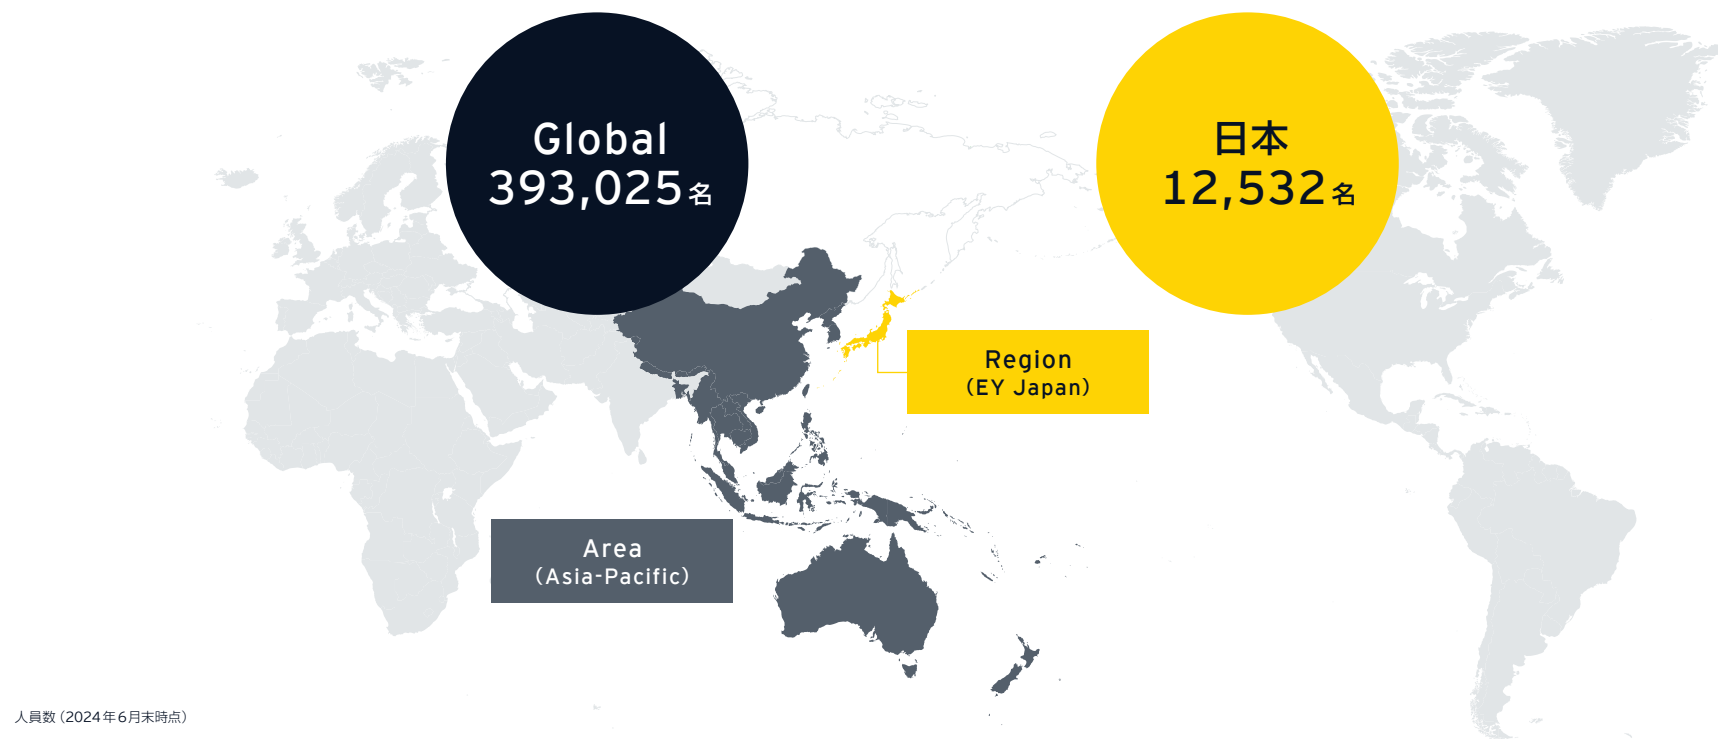 Global
393,025名
日本
12,532名
Region
(EY Japan)
Area
(Asia-Pacific)
人員数（2024年6月末時点）